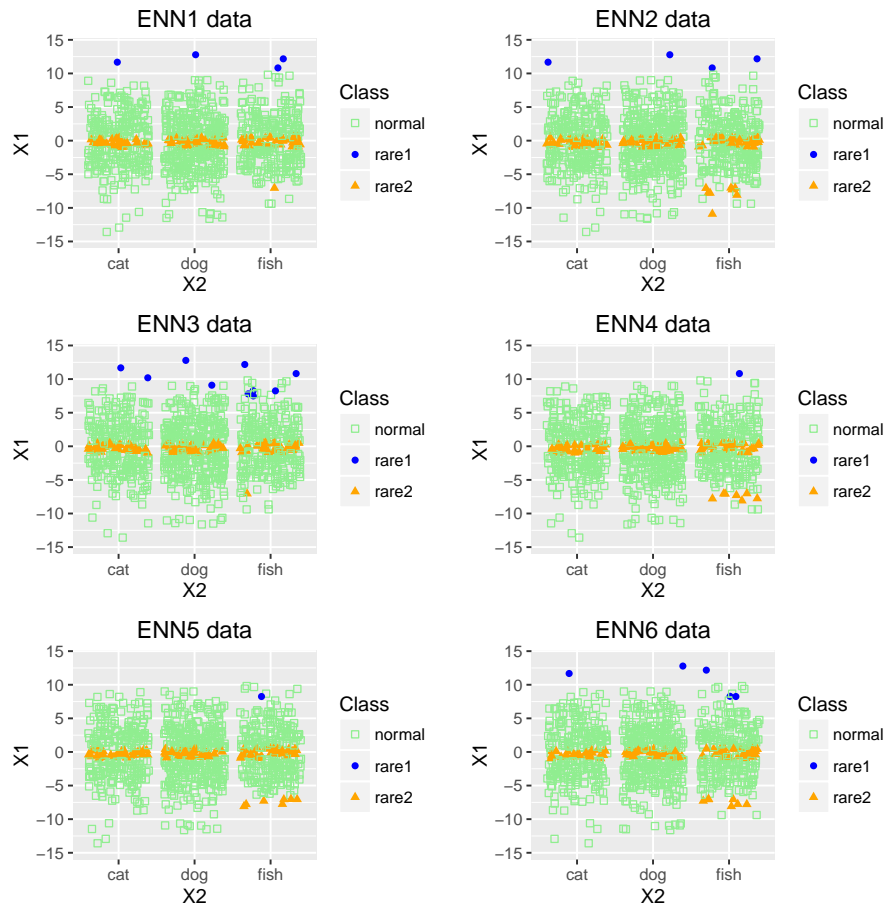 ENN1 data
15
10
5
0
−5
−10
−15
X1
cat
dog
fish
X2
Class
normal
rare1
rare2
ENN2 data
15
10
5
0
−5
−10
−15
X1
cat
dog
fish
X2
Class
normal
rare1
rare2
ENN3 data
15
10
5
0
−5
−10
−15
X1
cat
dog
fish
X2
Class
normal
rare1
rare2
ENN4 data
15
10
5
0
−5
−10
−15
X1
cat
dog
fish
X2
Class
normal
rare1
rare2
ENN5 data
15
10
5
0
−5
−10
−15
X1
cat
dog
fish
X2
Class
normal
rare1
rare2
ENN6 data
15
10
5
0
−5
−10
−15
X1
cat
dog
fish
X2
Class
normal
rare1
rare2